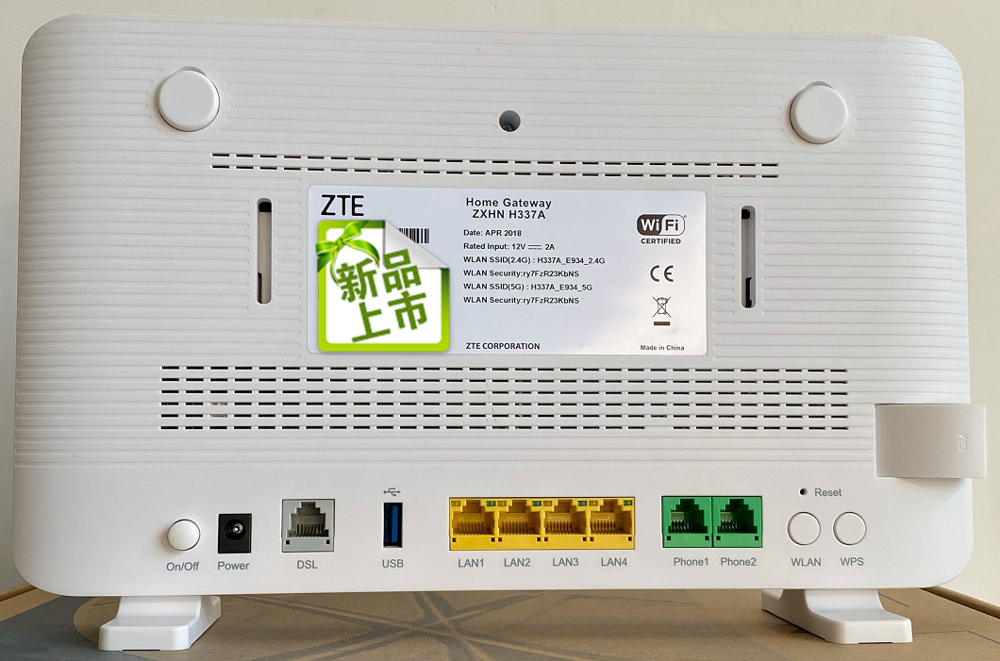 ZTE
Home Gateway
ZXHN H337A
Date: APR 2018
Rated Input: 12V 2A
WLAN SSID(2.4G) : H337A_E934_2.4G
WLAN Security:ry7FzR23KbNS
WLAN SSID(5G) : H337A_E934_5G
WLAN Security:ry7FzR23KbNS
ZTE CORPORATION
新品
上市
WiFi
CERTIFIED
CE
Made in China
SIM
Reset
On/Off
Power
DSL
USB
LAN1
LAN2
LAN3
LAN4
Phone1
Phone2
WLAN
WPS